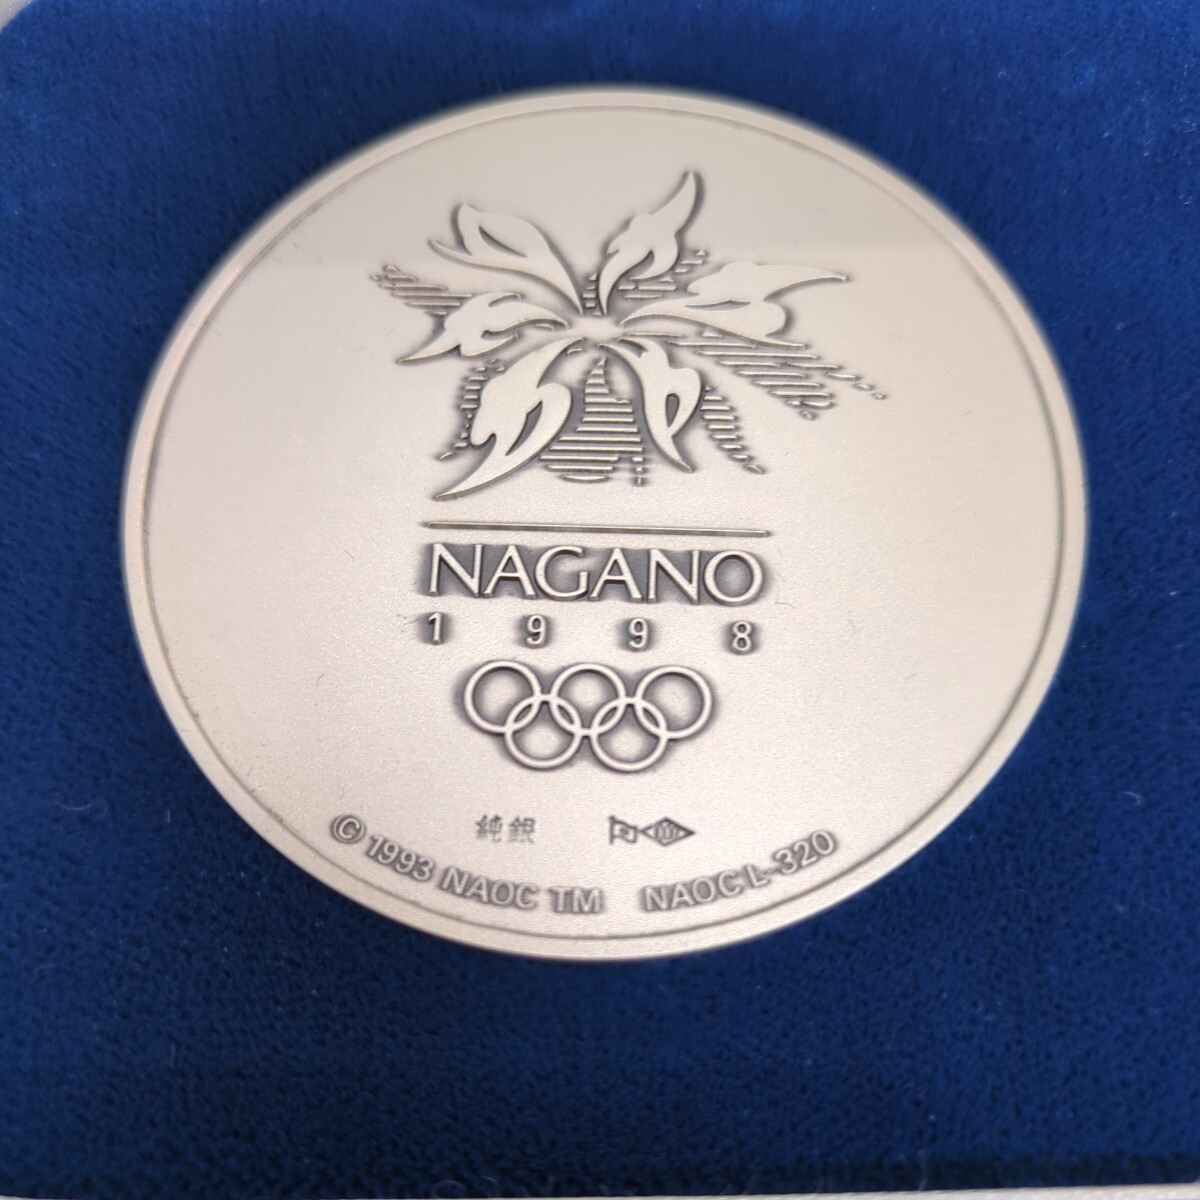 NAGANO
1998
純銀
© 1993 NAOC TM NAOC L-320